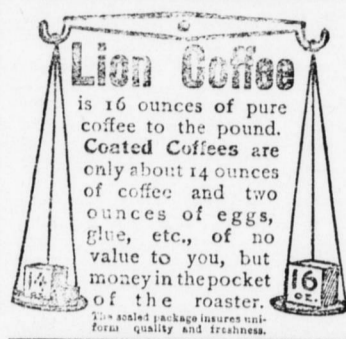 Lion Coffee
is 16 ounces of pure
coffee to the pound.
Coated Coffees are
only about 14 ounces
of coffee and two
ounces of eggs,
glue, etc., of no
value to you, but
money in the pocket
of the roaster.
The sealed package insures uni-
form quality and freshness.
14
oz.
16
oz.